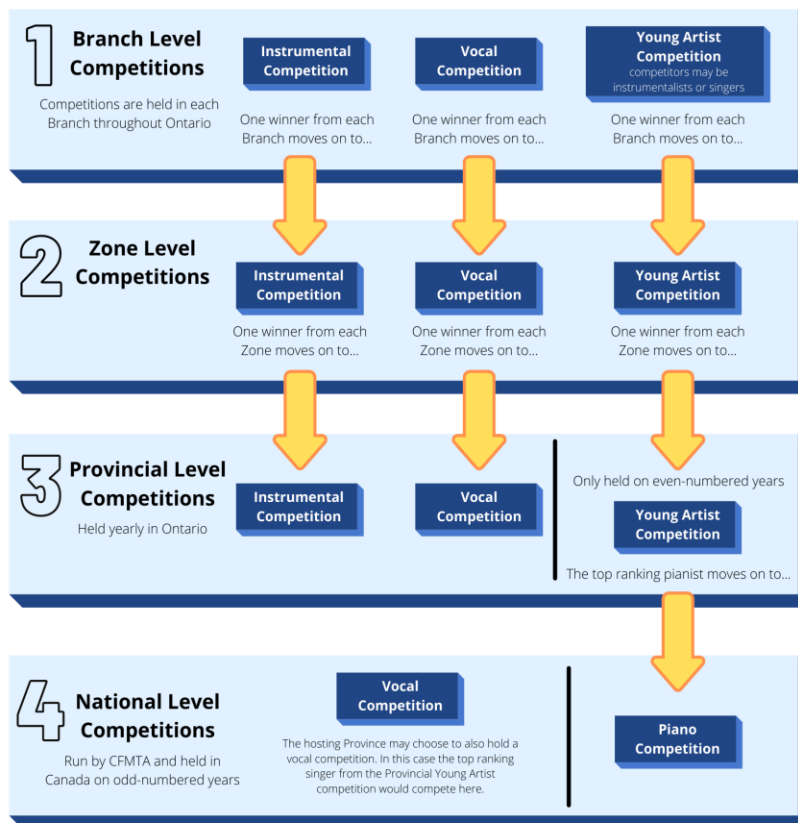 1
Branch Level
Competitions
Competitions are held in each
Branch throughout Ontario
Instrumental
Competition
One winner from each
Branch moves on to...
Vocal
Competition
One winner from each
Branch moves on to...
Young Artist
Competition
competitors may be
instrumentalists or singers
One winner from each
Branch moves on to...
2
Zone Level
Competitions
Instrumental
Competition
One winner from each
Zone moves on to...
Vocal
Competition
One winner from each
Zone moves on to...
Young Artist
Competition
One winner from each
Zone moves on to...
3
Provincial Level
Competitions
Held yearly in Ontario
Instrumental
Competition
Vocal
Competition
Only held on even-numbered years
Young Artist
Competition
The top ranking pianist moves on to...
4
National Level
Competitions
Run by CFMTA and held in
Canada on odd-numbered years
Vocal
Competition
The hosting Province may choose to also hold a
vocal competition. In this case the top ranking
singer from the Provincial Young Artist
competition would compete here.
Piano
Competition